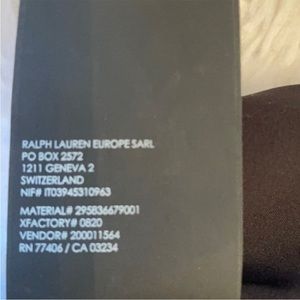 RALPH LAUREN EUROPE SARL
PO BOX 2572
1211 GENEVA 2
SWITZERLAND
NIF# IT03945310963
MATERIAL# 295836679001
XFACTORY# 0820
VENDOR# 200011564
RN 77406 / CA 03234